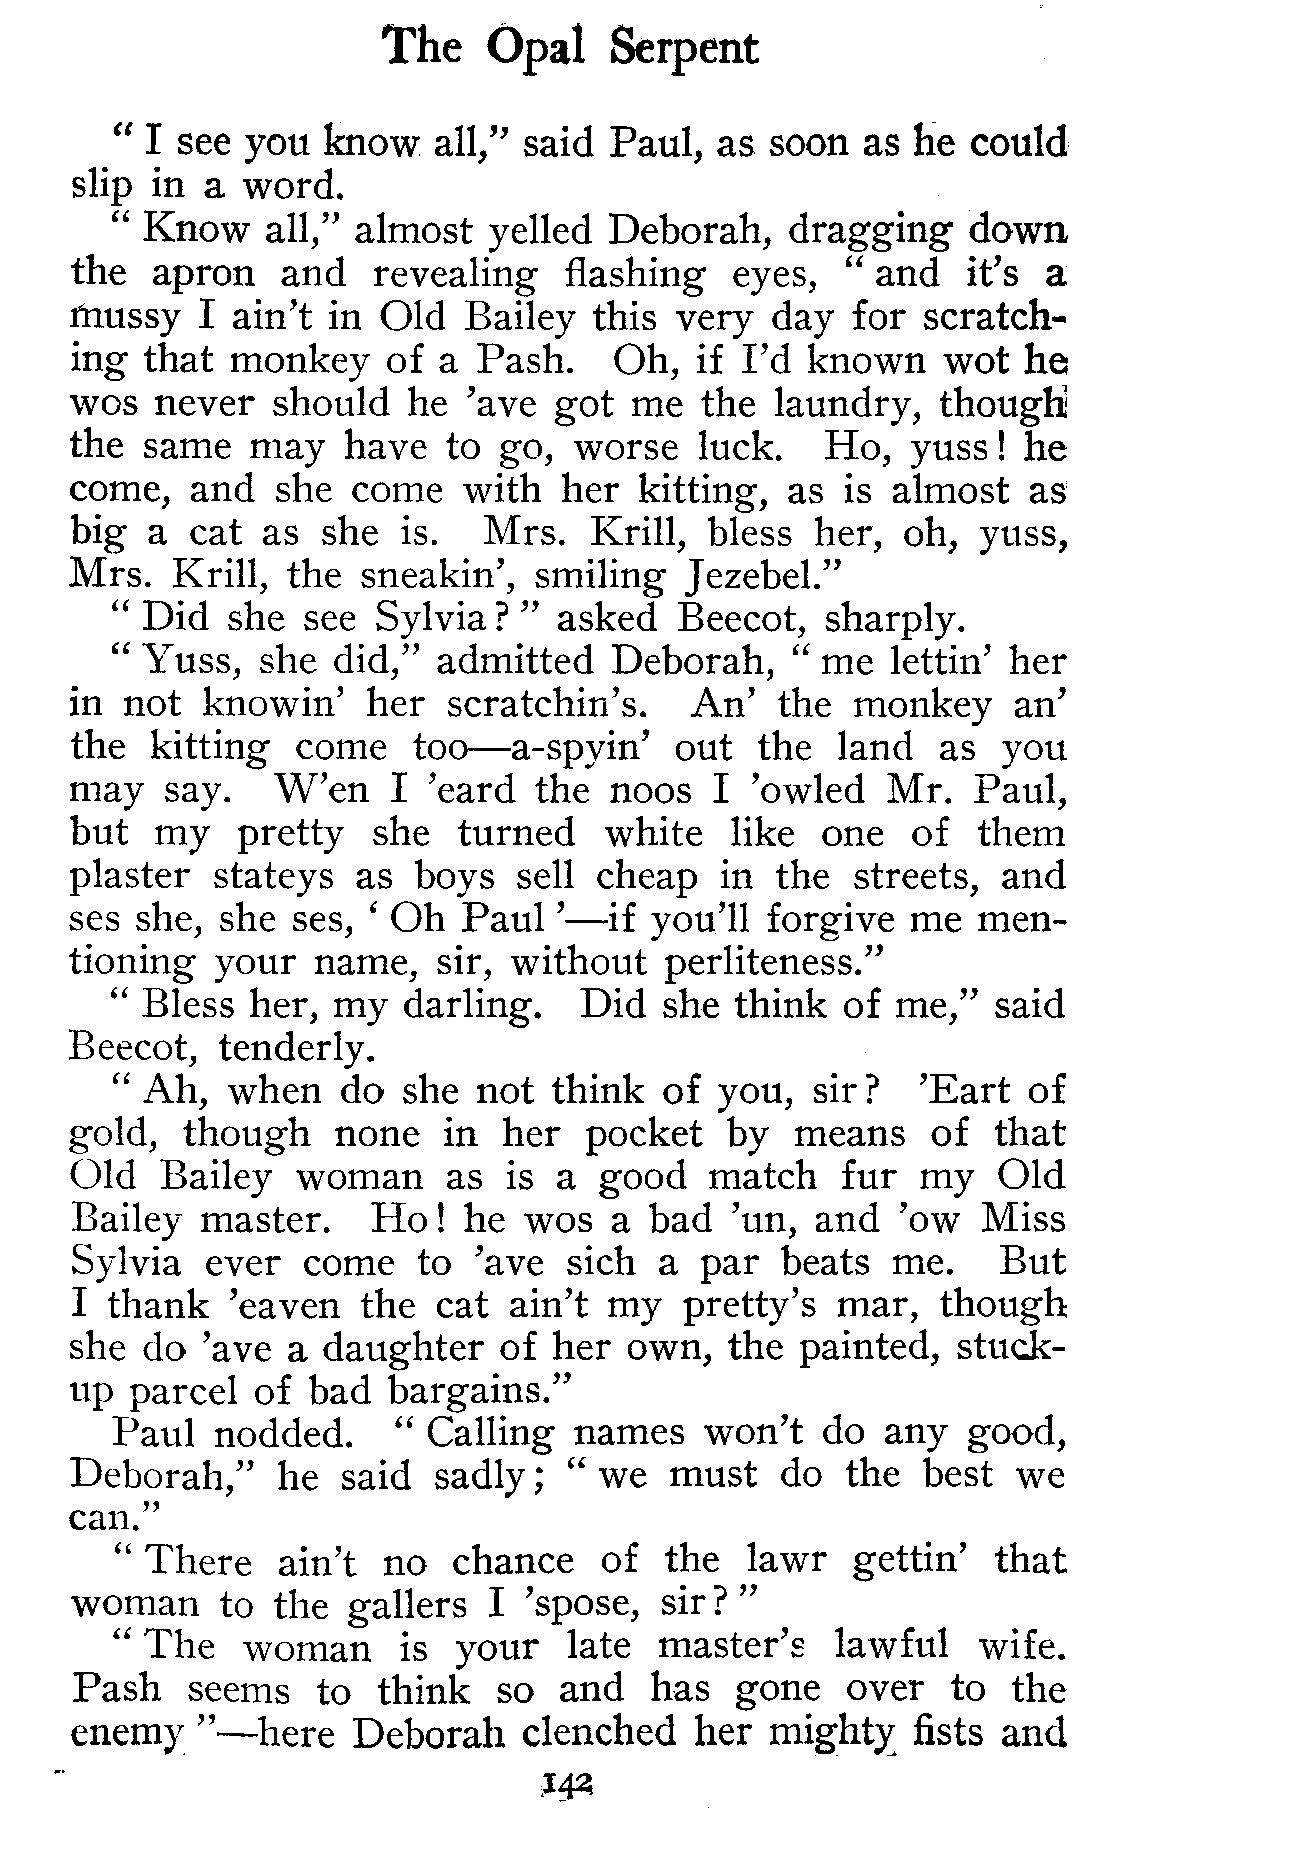 The Opal Serpent
“ I see you know all,” said Paul, as soon as he could
slip in a word.
“ Know all,” almost yelled Deborah, dragging down
the apron and revealing flashing eyes, “ and it’s a
mussy I ain’t in Old Bailey this very day for scratch-
ing that monkey of a Pash. Oh, if I’d known wot he
wos never should he ’ave got me the laundry, though
the same may have to go, worse luck. Ho, yuss! he
come, and she come with her kitting, as is almost as
big a cat as she is. Mrs. Krill, bless her, oh, yuss,
Mrs. Krill, the sneakin’, smiling Jezebel.”
“ Did she see Sylvia? ” asked Beecot, sharply.
“ Yuss, she did,” admitted Deborah, “ me lettin’ her
in not knowin’ her scratchin’s. An’ the monkey an’
the kitting come too—a-spyin’ out the land as you
may say. W’en I ’eard the noos I ’owled Mr. Paul,
but my pretty she turned white like one of them
plaster stateys as boys sell cheap in the streets, and
ses she, she ses, ‘ Oh Paul ’—if you’ll forgive me men-
tioning your name, sir, without perliteness.”
“ Bless her, my darling. Did she think of me,” said
Beecot, tenderly.
“ Ah, when do she not think of you, sir? ’Eart of
gold, though none in her pocket by means of that
Old Bailey woman as is a good match fur my Old
Bailey master. Ho! he wos a bad ’un, and ’ow Miss
Sylvia ever come to ’ave sich a par beats me. But
I thank ’eaven the cat ain’t my pretty’s mar, though
she do ’ave a daughter of her own, the painted, stuck-
up parcel of bad bargains.”
Paul nodded. “ Calling names won’t do any good,
Deborah,” he said sadly; “ we must do the best we
can.”
“ There ain’t no chance of the lawr gettin’ that
woman to the gallers I ’spose, sir? ”
“ The woman is your late master’s lawful wife.
Pash seems to think so and has gone over to the
enemy ”—here Deborah clenched her mighty fists and
142